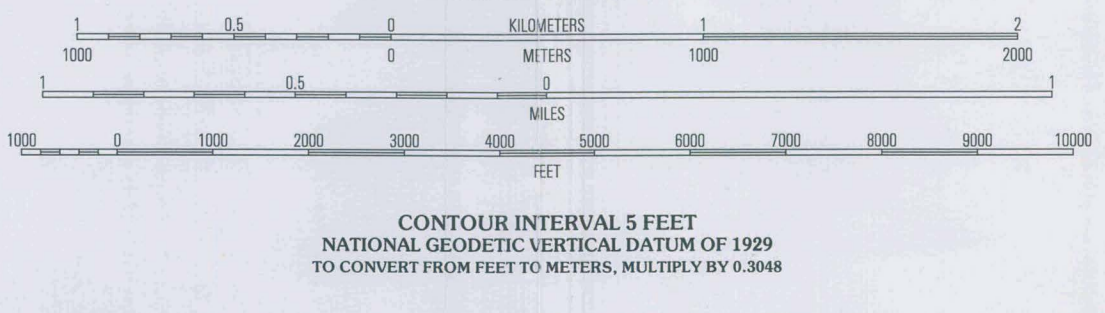 1 0.5 0 KILOMETERS 1 2
1000 0 METERS 1000 2000
1 0.5 0 1
MILES
1000 0 1000 2000 3000 4000 5000 6000 7000 8000 9000 10000
FEET
CONTOUR INTERVAL 5 FEET
NATIONAL GEODETIC VERTICAL DATUM OF 1929
TO CONVERT FROM FEET TO METERS, MULTIPLY BY 0.3048